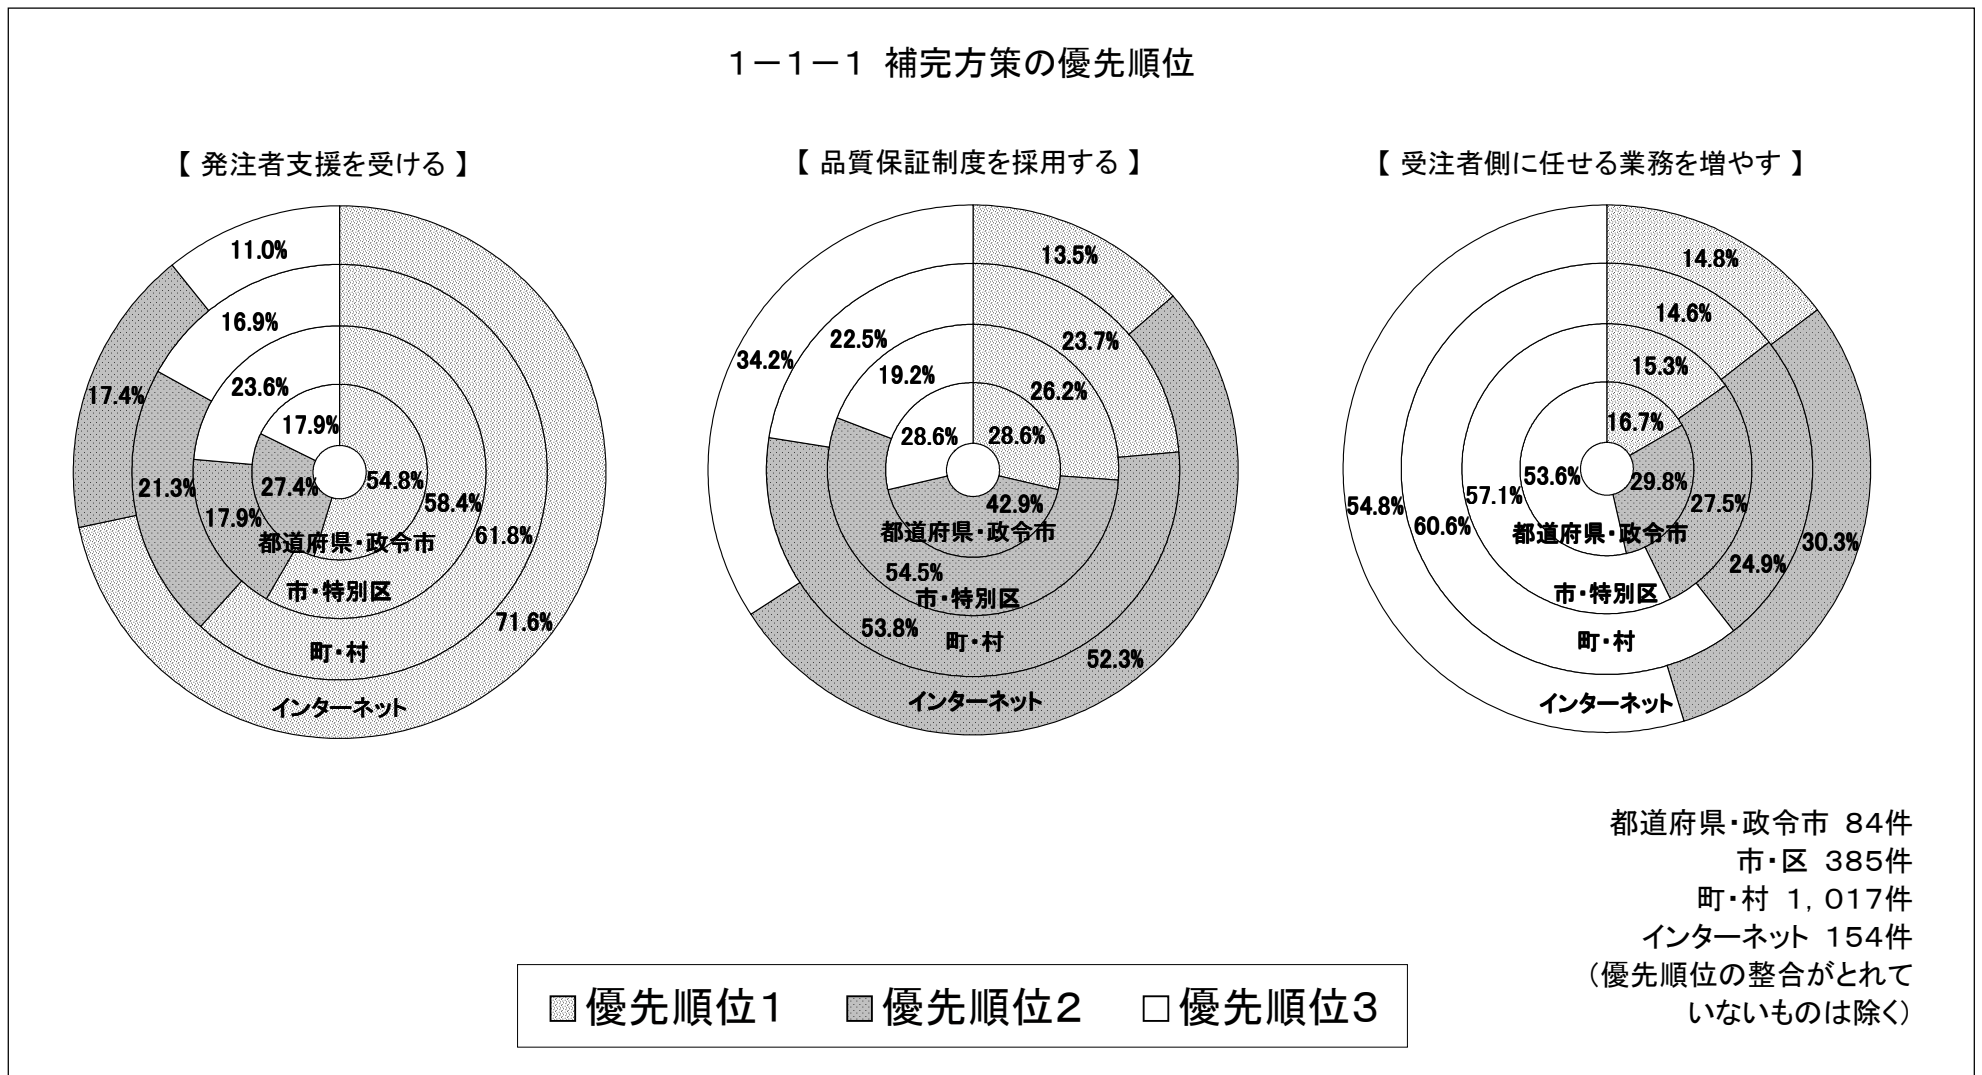 １－１－１ 補完方策の優先順位
【 発注者支援を受ける 】
11.0%
16.9%
23.6%
17.9%
17.4%
21.3%
17.9%
27.4%
54.8%
58.4%
61.8%
71.6%
都道府県・政令市
市・特別区
町・村
インターネット
【 品質保証制度を採用する 】
13.5%
23.7%
26.2%
28.6%
34.2%
22.5%
19.2%
28.6%
42.9%
都道府県・政令市
54.5%
市・特別区
53.8%
町・村
52.3%
インターネット
【 受注者側に任せる業務を増やす 】
14.8%
14.6%
15.3%
16.7%
54.8%
60.6%
57.1%
53.6%
29.8%
27.5%
24.9%
30.3%
都道府県・政令市
市・特別区
町・村
インターネット
都道府県・政令市 ８４件
市・区 ３８５件
町・村 １，０１７件
インターネット １５４件
（優先順位の整合がとれて
いないものは除く）
優先順位１ 優先順位２ 優先順位３